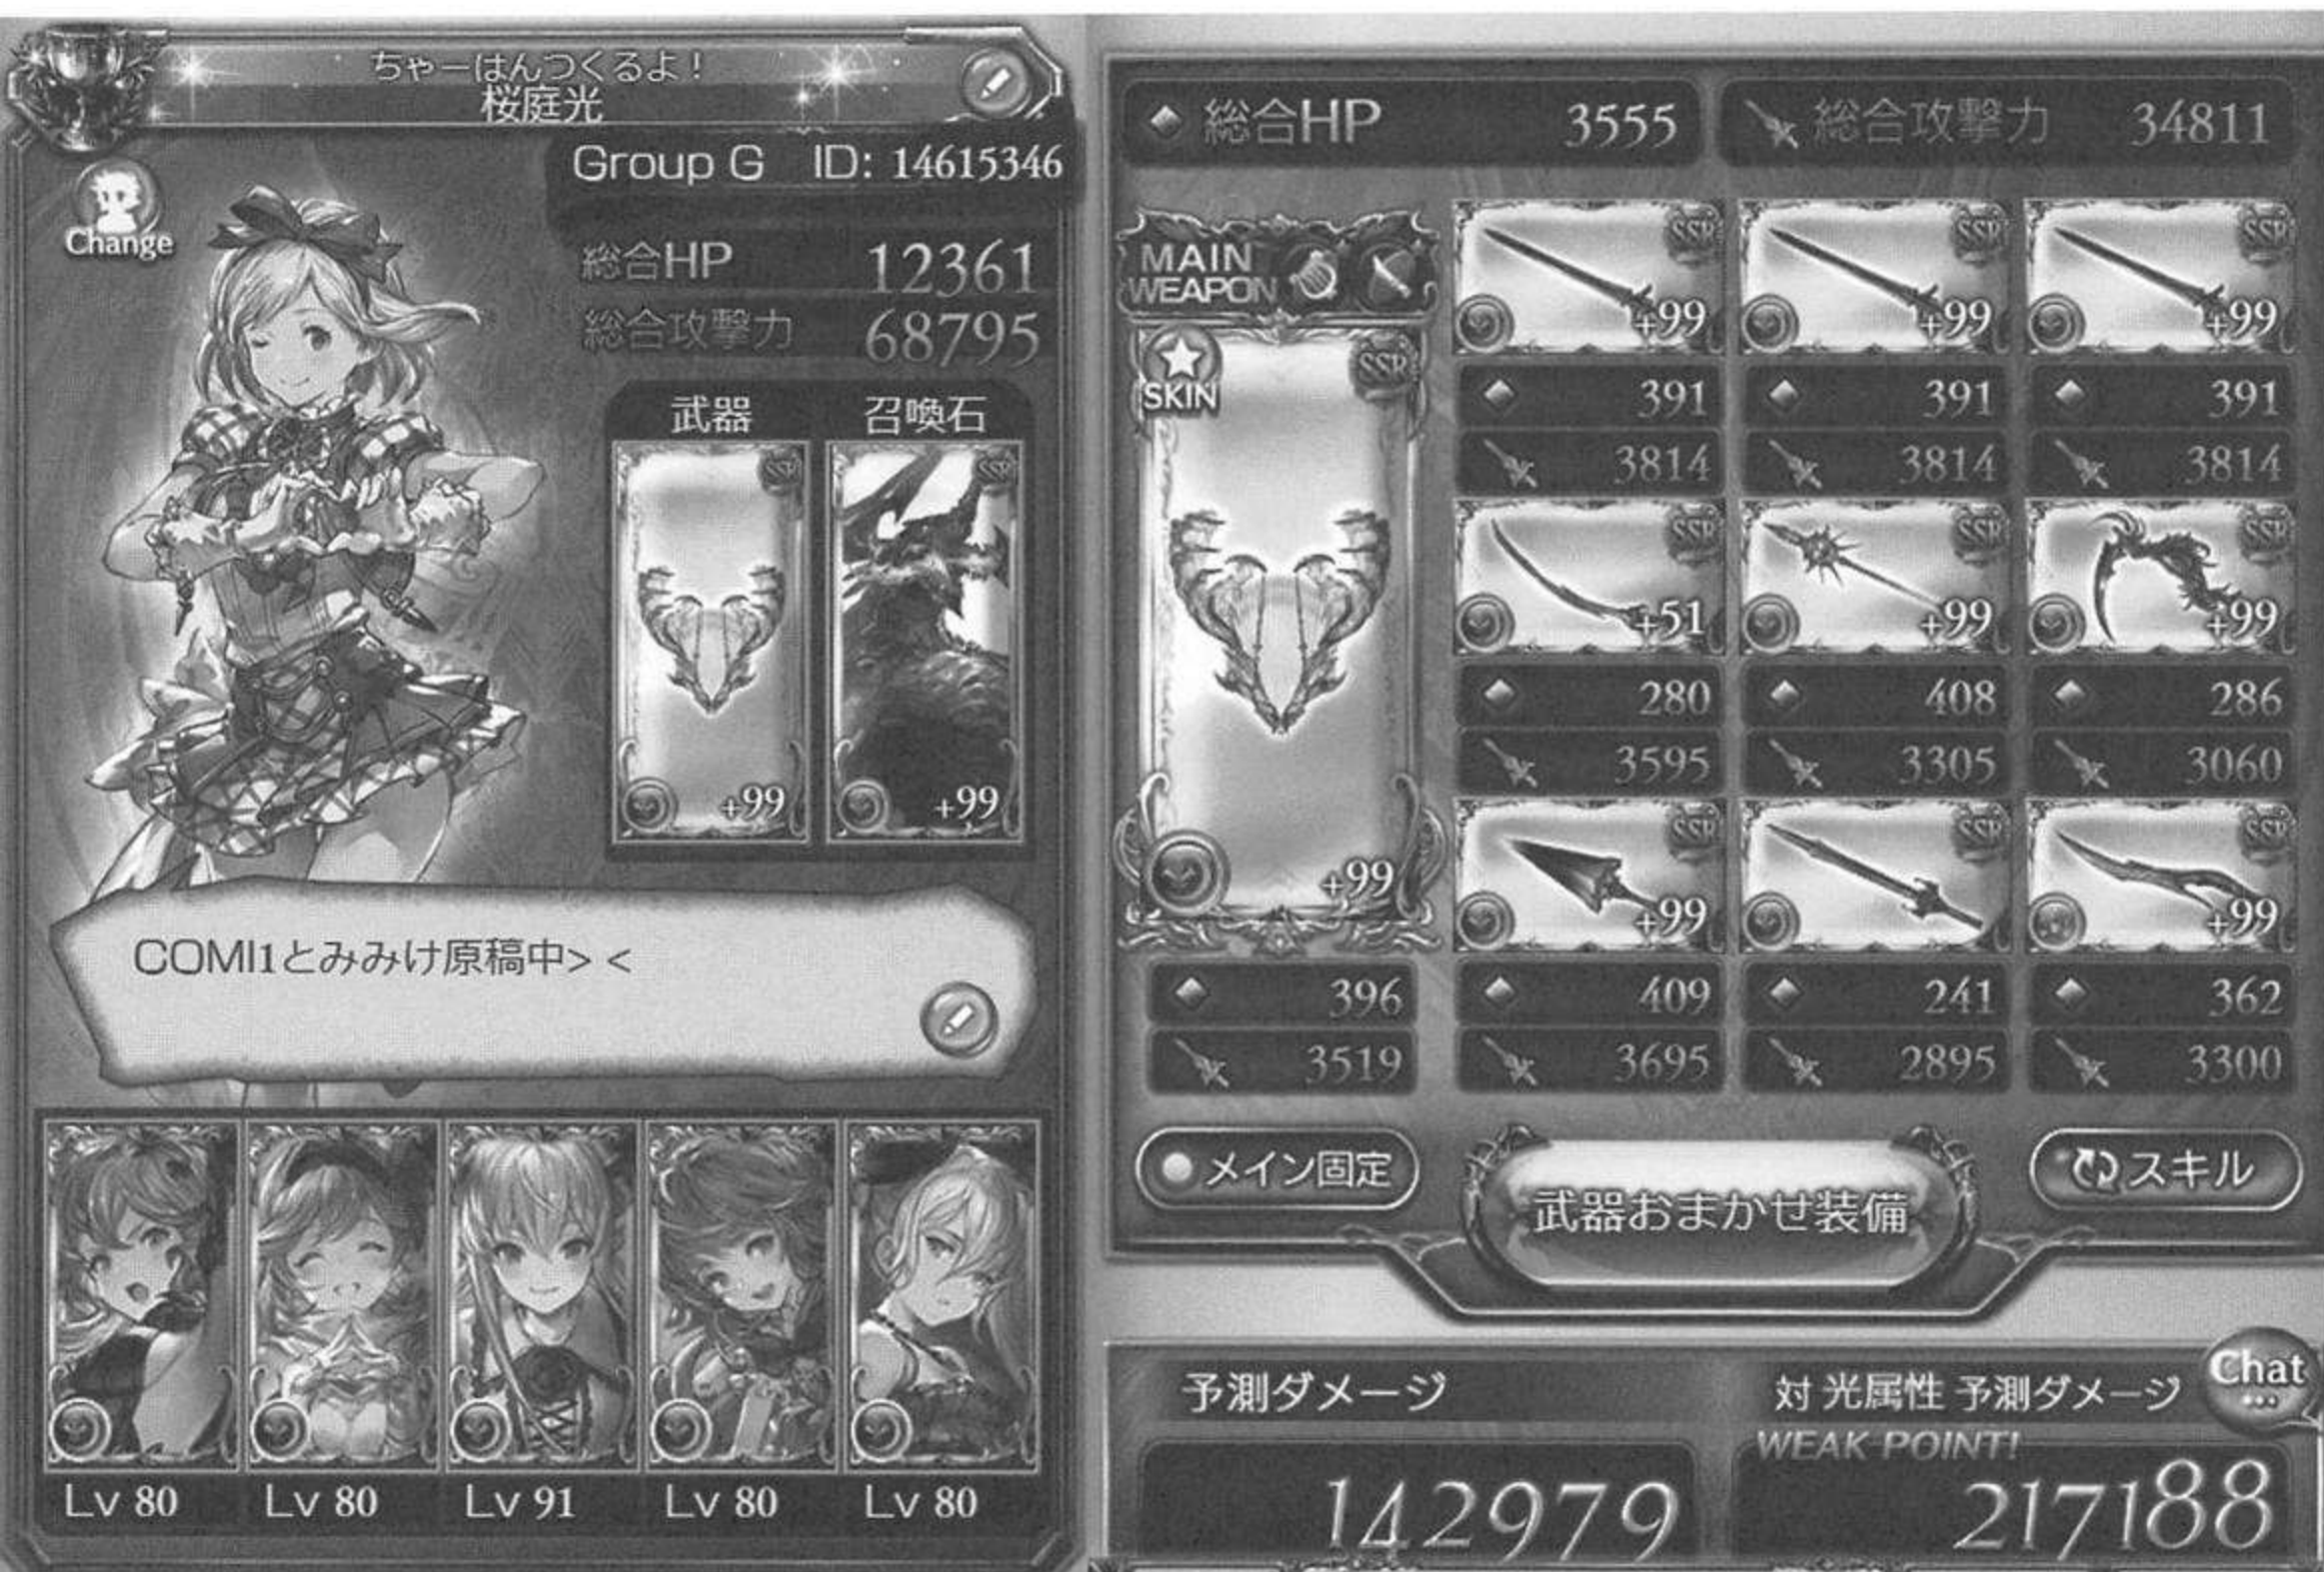 ちゃーはんつくるよ！
桜庭光
Change
Group G ID: 14615346
総合HP 12361
総合攻撃力 68795
武器 召喚石
SSR SSR
+99 +99
COMI1とみみけ原稿中> <
Lv 80 Lv 80 Lv 91 Lv 80 Lv 80
総合HP 3555 総合攻撃力 34811
MAIN
WEAPON
SKIN
SSR
+99
396
3519
SSR SSR SSR
+99 +99 +99
391 391 391
3814 3814 3814
SSR SSR SSR
+51 +99 +99
280 408 286
3595 3305 3060
SSR SSR SSR
+99 +99
409 241 362
3695 2895 3300
メイン固定 武器おまかせ装備 スキル
予測ダメージ 対 光属性 予測ダメージ
Chat
WEAK POINT!
142979 217188